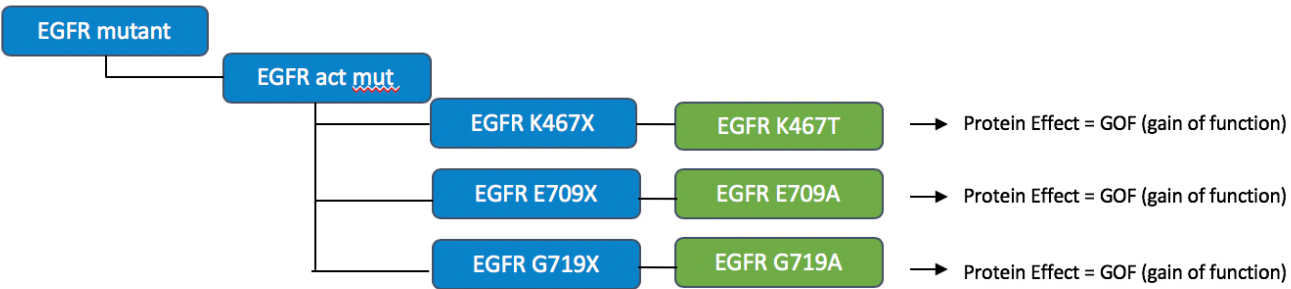 EGFR mutant
EGFR act mut
EGFR K467X
EGFR K467T
Protein Effect = GOF (gain of function)
EGFR E709X
EGFR E709A
Protein Effect = GOF (gain of function)
EGFR G719X
EGFR G719A
Protein Effect = GOF (gain of function)